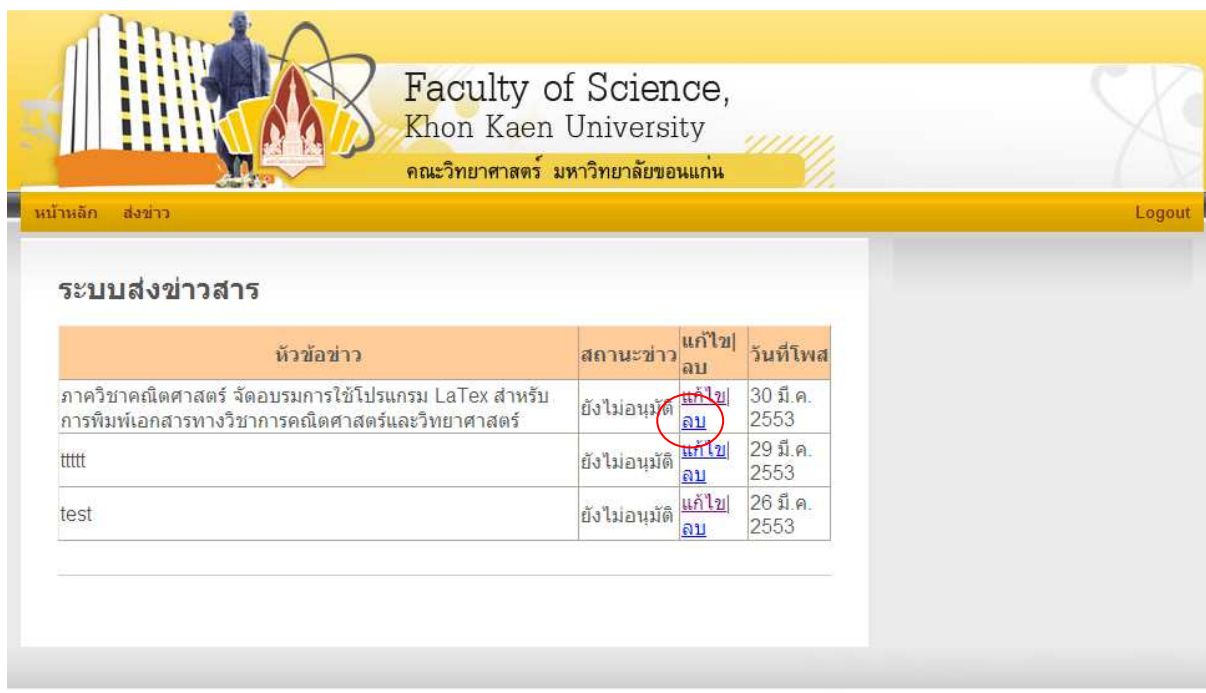 Faculty of Science,
Khon Kaen University
คณะวิทยาศาสตร์ มหาวิทยาลัยขอนแก่น
หน้าหลัก ส่งข่าว Logout
ระบบส่งข่าวสาร
หัวข้อข่าว สถานะข่าว แก้ไข| ลบ วันที่โพส
ภาควิชาคณิตศาสตร์ จัดอบรมการใช้โปรแกรม LaTex สำหรับ
การพิมพ์เอกสารทางวิชาการคณิตศาสตร์และวิทยาศาสตร์
ยังไม่อนุมัติ
แก้ไข|
ลบ
30 มี.ค.
2553
ttttt
ยังไม่อนุมัติ
แก้ไข|
ลบ
29 มี.ค.
2553
test
ยังไม่อนุมัติ
แก้ไข|
ลบ
26 มี.ค.
2553